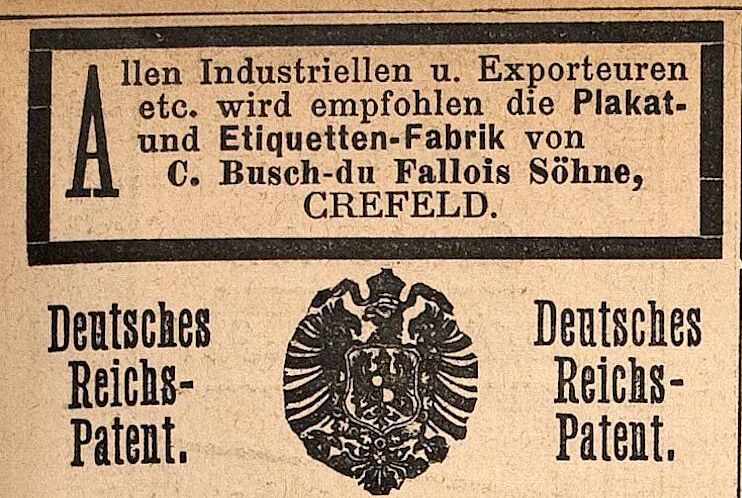 Allen Industriellen u. Exporteuren
etc. wird empfohlen die Plakat-
und Etiquetten-Fabrik von
C. Busch-du Fallois Söhne,
CREFELD.
Deutsches
Reichs-
Patent.
Deutsches
Reichs-
Patent.